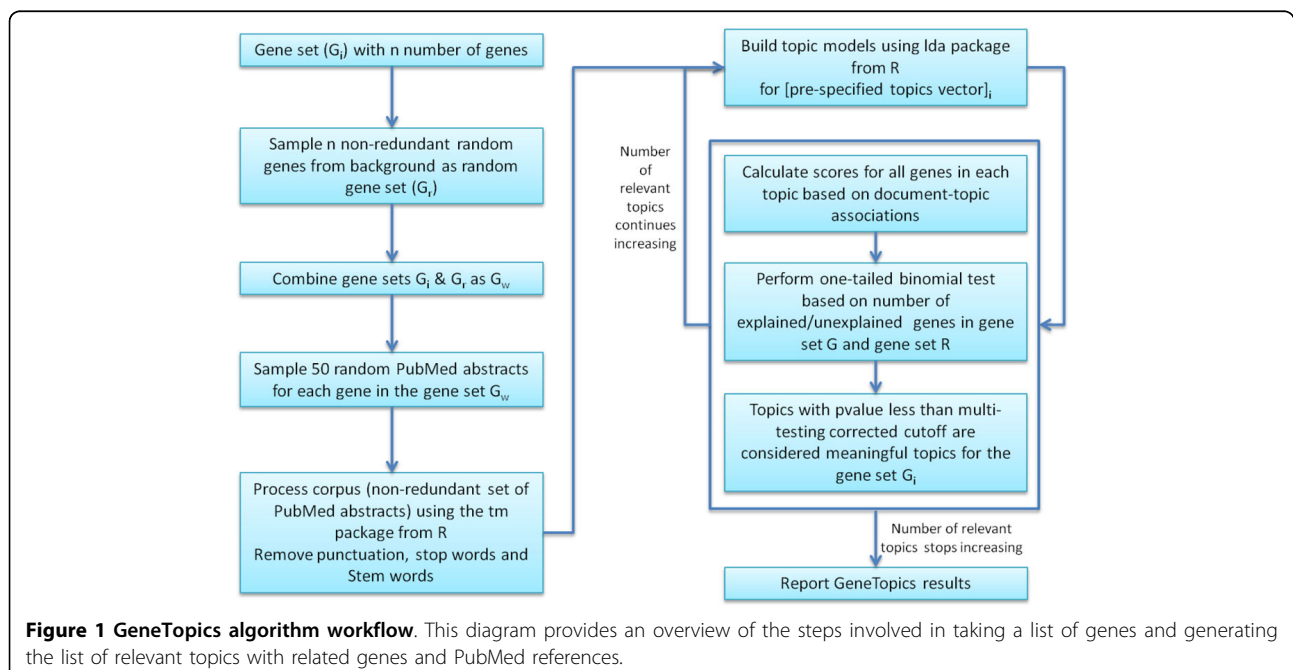 Gene set (Gi) with n number of genes
Sample n non-redundant random
genes from background as random
gene set (Gr)
Combine gene sets Gi & Gr as Gw
Sample 50 random PubMed abstracts
for each gene in the gene set Gw
Process corpus (non-redundant set of
PubMed abstracts) using the tm
package from R
Remove punctuation, stop words and
Stem words
Build topic models using lda package
from R
for [pre-specified topics vector]i
Number
of
relevant
topics
continues
increasing
Calculate scores for all genes in each
topic based on document-topic
associations
Perform one-tailed binomial test
based on number of
explained/unexplained genes in gene
set G and gene set R
Topics with pvalue less than multi-
testing corrected cutoff are
considered meaningful topics for the
gene set Gi
Number of relevant
topics stops increasing
Report GeneTopics results
Figure 1 GeneTopics algorithm workflow. This diagram provides an overview of the steps involved in taking a list of genes and generating
the list of relevant topics with related genes and PubMed references.